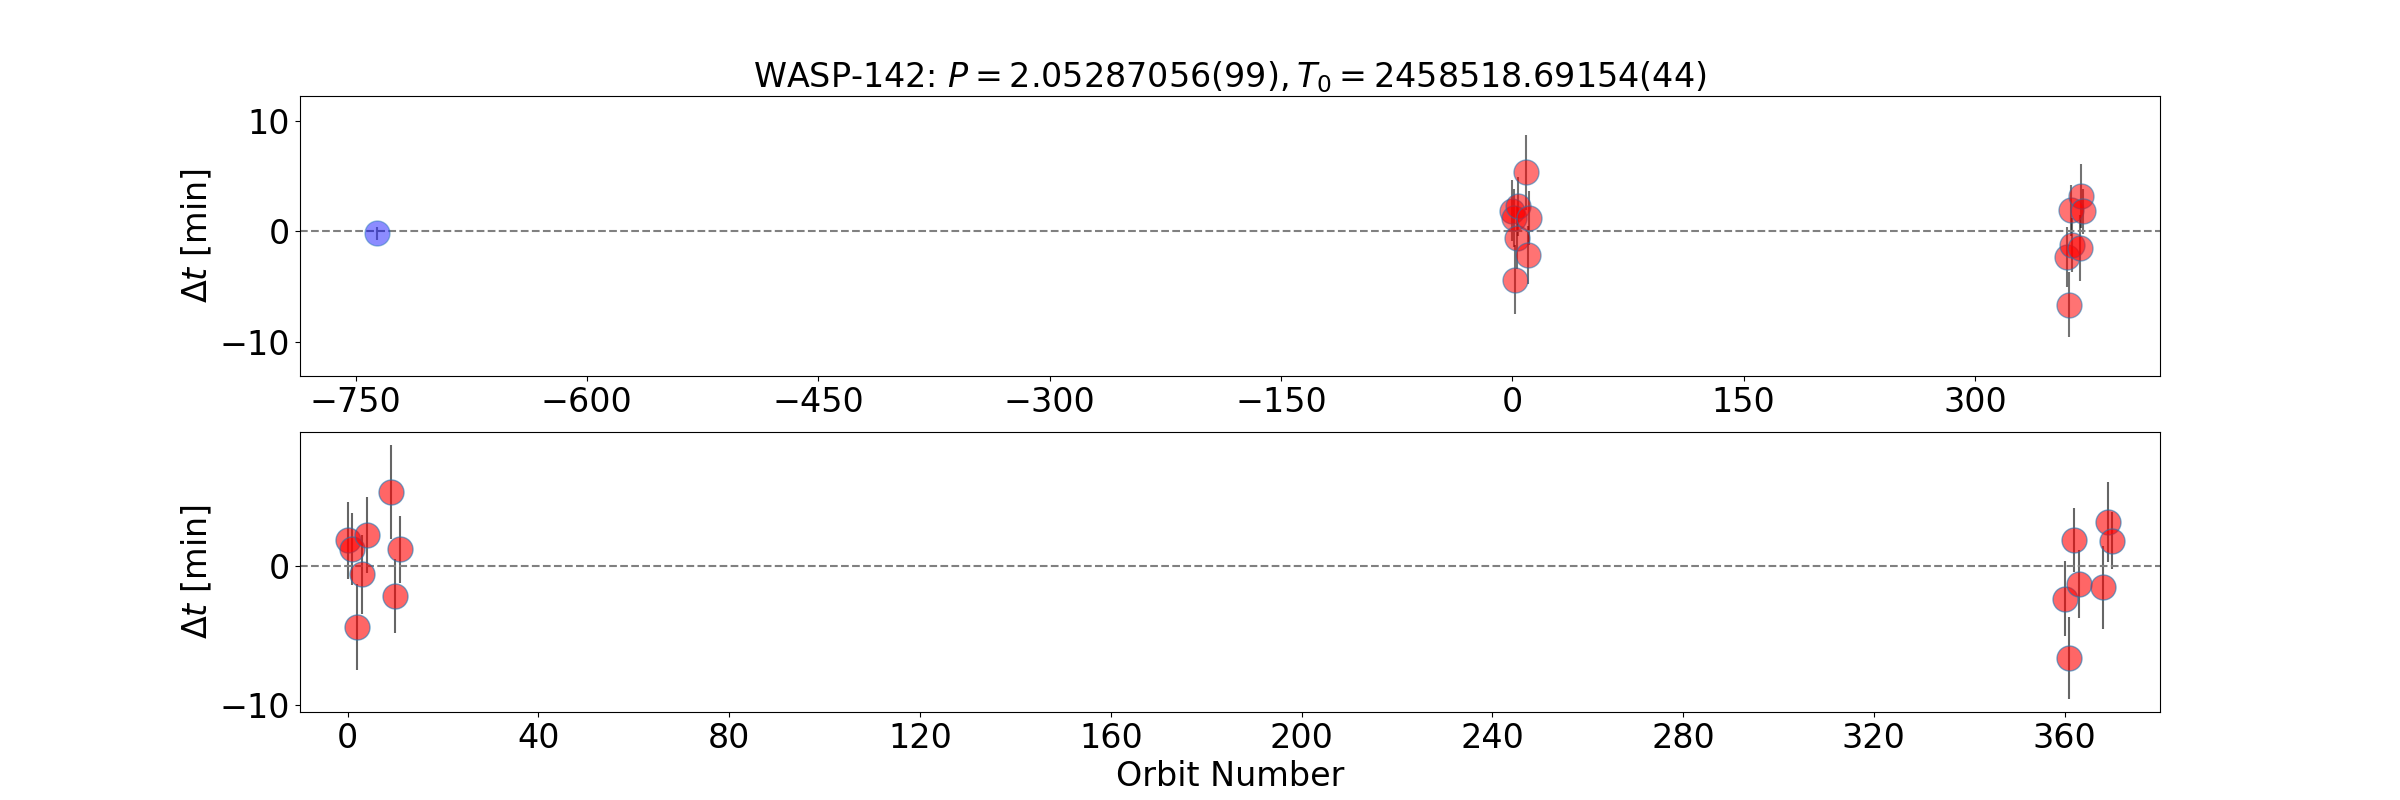 WASP-142: P = 2.05287056(99), T₀ = 2458518.69154(44)
10
0
−10
Δt [min]
−750 −600 −450 −300 −150 0 150 300
0
−10
Δt [min]
0 40 80 120 160 200 240 280 320 360
Orbit Number